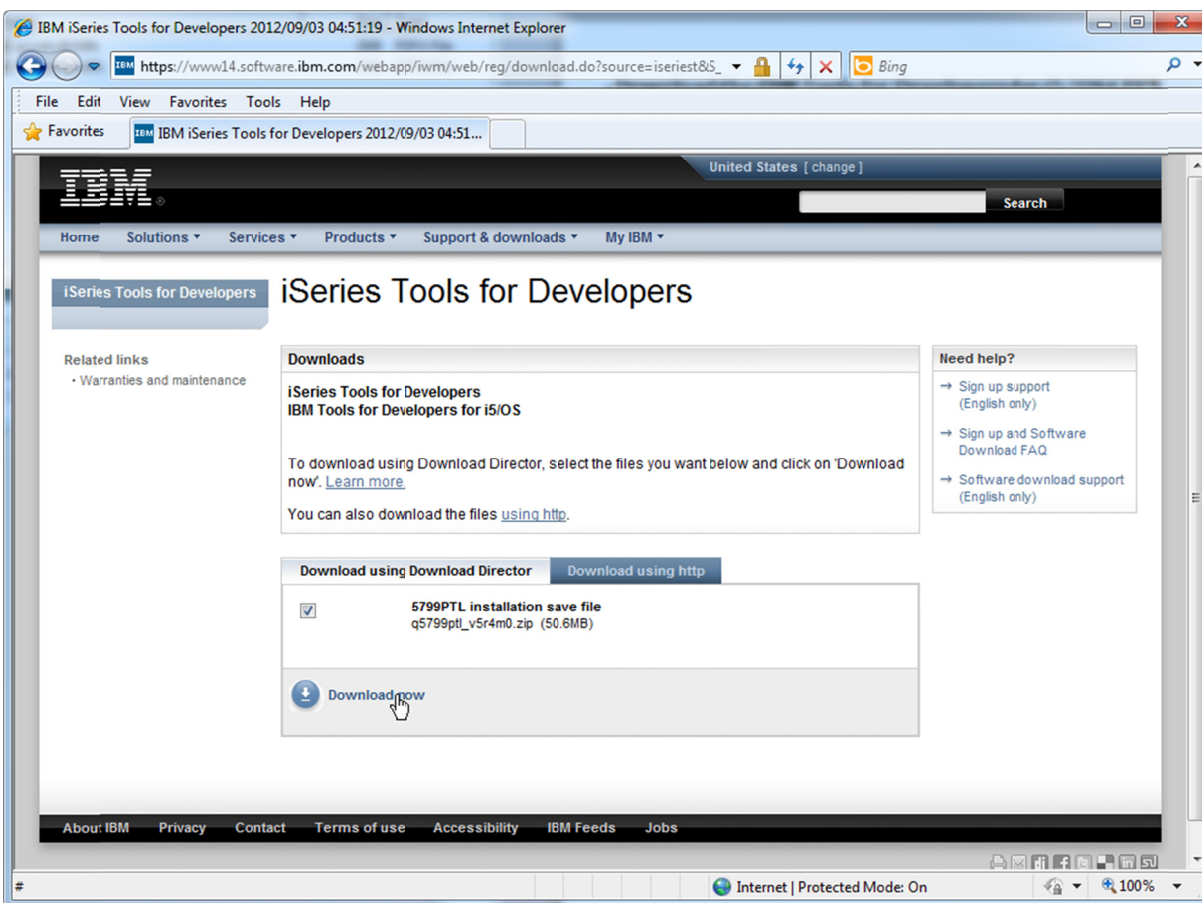 IBM iSeries Tools for Developers 2012/09/03 04:51:19 - Windows Internet Explorer
https://www14.software.ibm.com/webapp/iwm/web/reg/download.do?source=iseriest&S_
Bing
File Edit View Favorites Tools Help
Favorites
IBM iSeries Tools for Developers 2012/09/03 04:51...
United States [ change ]
IBM®
Search
Home Solutions Services Products Support & downloads My IBM
iSeries Tools for Developers
iSeries Tools for Developers
Related links
• Warranties and maintenance
Downloads
iSeries Tools for Developers
IBM Tools for Developers for i5/OS
To download using Download Director, select the files you want below and click on 'Download
now'. Learn more
You can also download the files using http.
Need help?
→ Sign up support
(English only)
→ Sign up and Software
Download FAQ
→ Software download support
(English only)
Download using Download Director
Download using http
5799PTL installation save file
q5799ptl_v5r4m0.zip (50.6MB)
Download now
About IBM Privacy Contact Terms of use Accessibility IBM Feeds Jobs
#
Internet | Protected Mode: On
100%